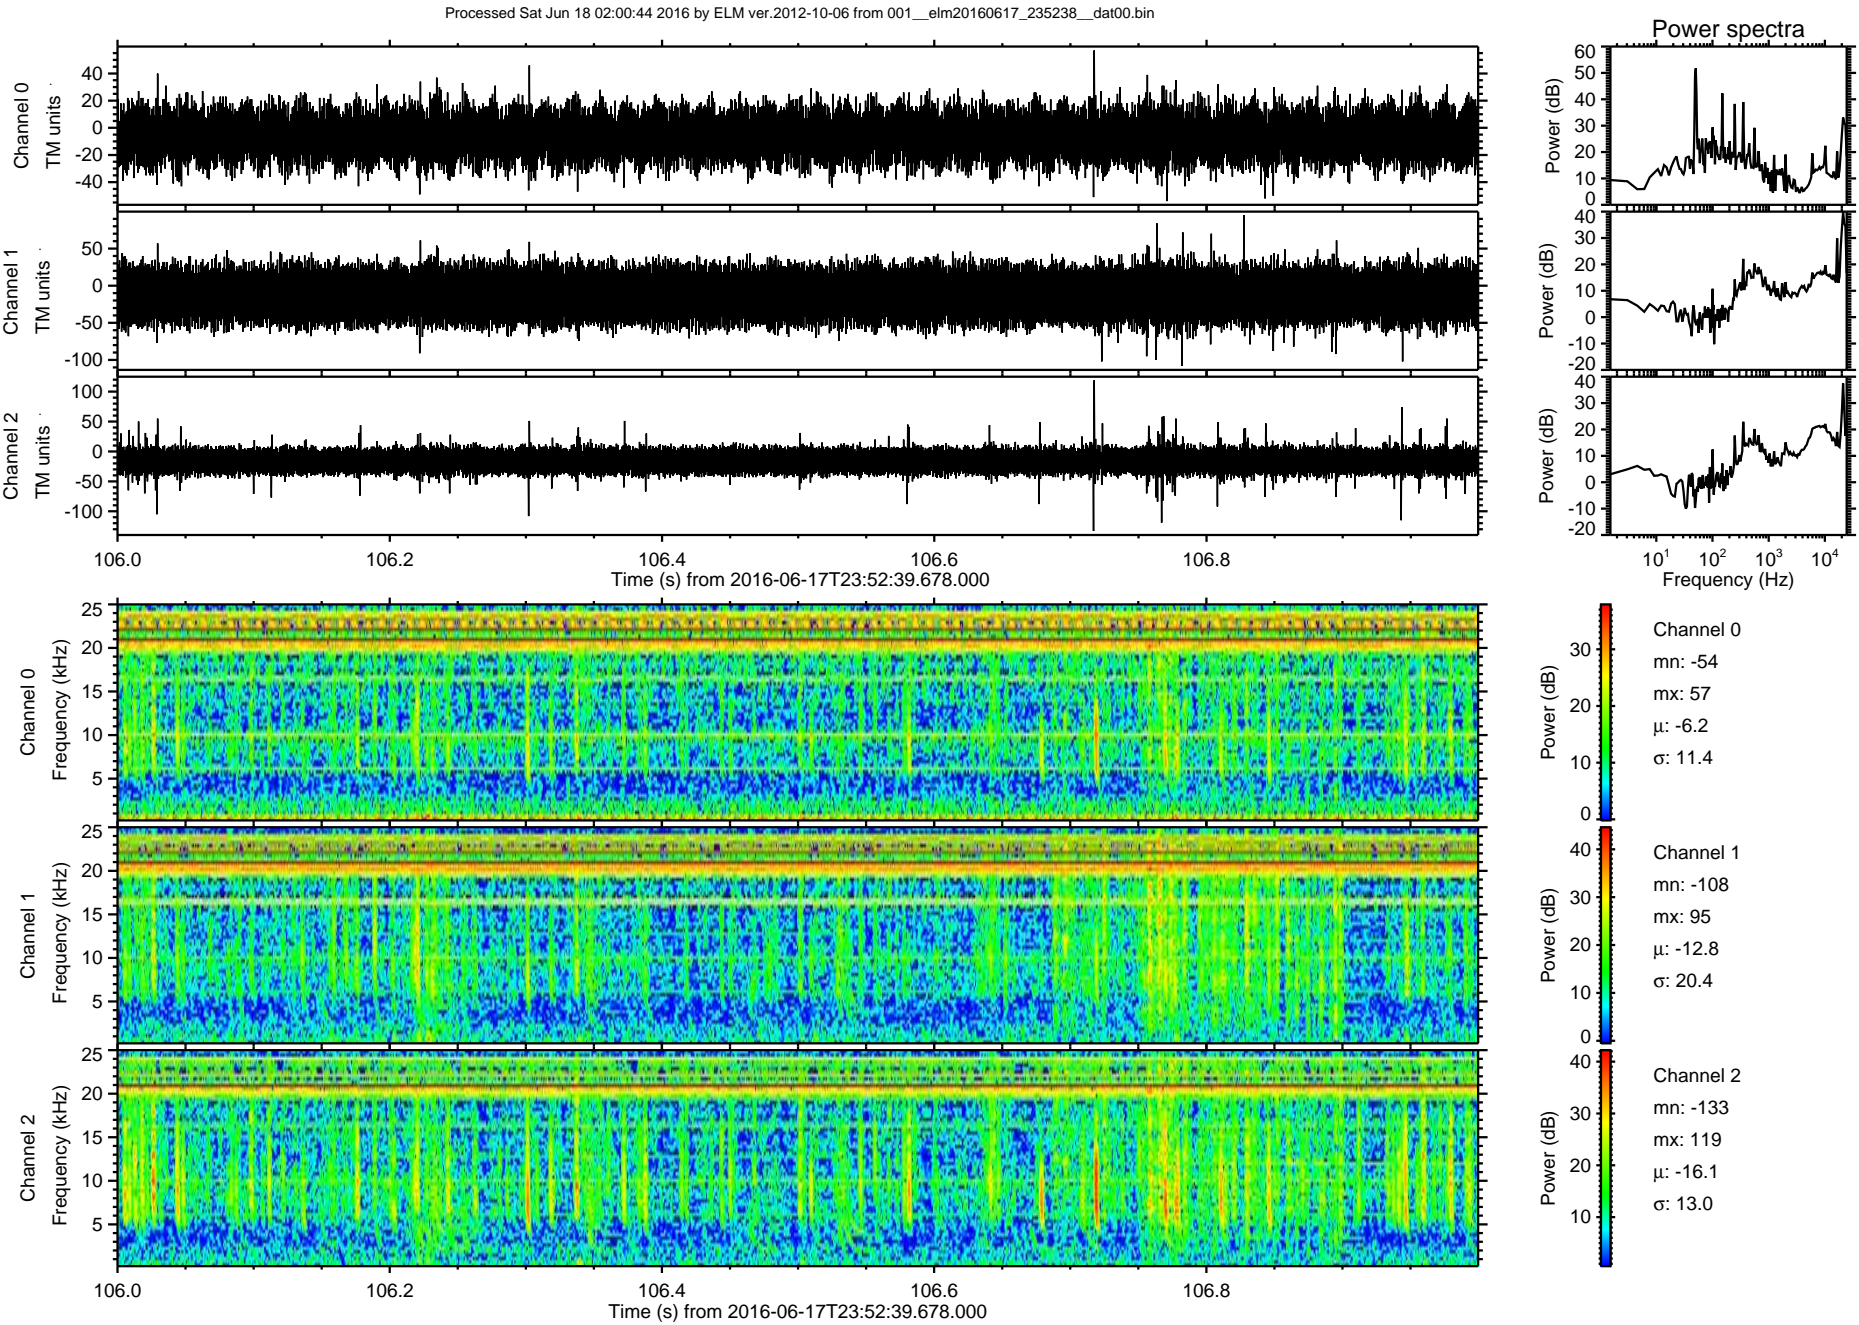 Processed Sat Jun 18 02:00:44 2016 by ELM ver.2012-10-06 from 001__elm20160617_235238__dat00.bin
Power spectra
Channel 0
TM units
40
20
0
-20
-40
Power (dB)
60
50
40
30
20
10
0
Channel 1
TM units
50
0
-50
-100
Power (dB)
40
30
20
10
0
-10
-20
Channel 2
TM units
100
50
0
-50
-100
Power (dB)
40
30
20
10
0
-10
-20
106.0 106.2 106.4 106.6 106.8
Time (s) from 2016-06-17T23:52:39.678.000
10¹ 10² 10³ 10⁴
Frequency (Hz)
Channel 0
Frequency (kHz)
25
20
15
10
5
Power (dB)
30
20
10
0
Channel 0
mn: -54
mx: 57
μ: -6.2
σ: 11.4
Channel 1
Frequency (kHz)
25
20
15
10
5
Power (dB)
40
30
20
10
0
Channel 1
mn: -108
mx: 95
μ: -12.8
σ: 20.4
Channel 2
Frequency (kHz)
25
20
15
10
5
Power (dB)
40
30
20
10
Channel 2
mn: -133
mx: 119
μ: -16.1
σ: 13.0
106.0 106.2 106.4 106.6 106.8
Time (s) from 2016-06-17T23:52:39.678.000